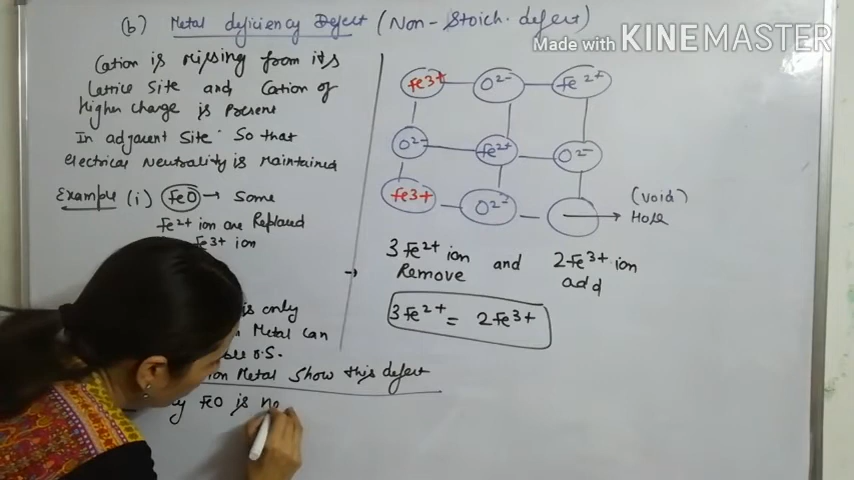 (b) Metal deficiency Defect (Non-Stoich. defect)
Made with KINEMASTER
Cation is Missing from its
Lattice Site and Cation of
Higher charge is Present
In adjacent Site. So that
electrical Neutrality is Maintained
Example (i) FeO → Some
Fe2+ ion are Replaced
Fe3+ ion
is only
Metal can
O.S.
ion Metal Show this defect
FeO is no
Fe3+ O2- Fe2+
O2- Fe2+ O2-
Fe3+ O2-
(Void)
Hole
3Fe2+ ion and 2Fe3+ ion
Remove add
3Fe2+ = 2Fe3+